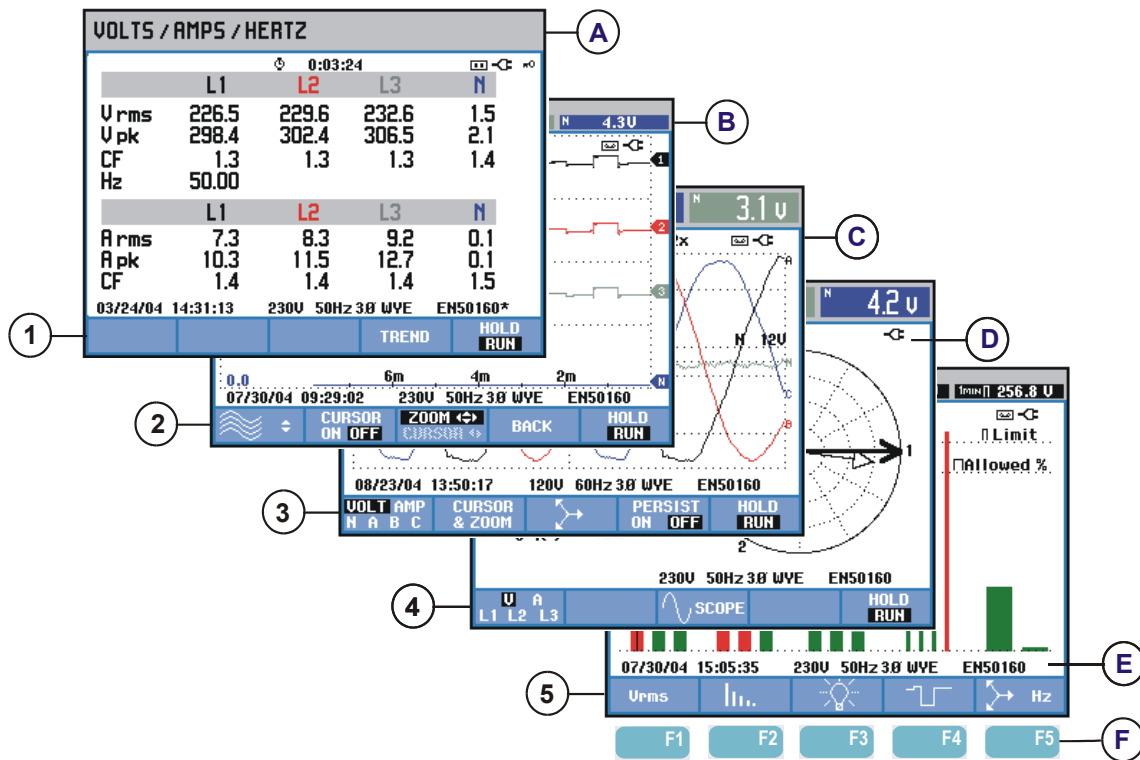 VOLTS / AMPS / HERTZ
A
0:03:24
L1 L2 L3 N
V rms 226.5 229.6 232.6 1.5
V pk 298.4 302.4 306.5 2.1
CF 1.3 1.3 1.3 1.4
Hz 50.00
L1 L2 L3 N
A rms 7.3 8.3 9.2 0.1
A pk 10.3 11.5 12.7 0.1
CF 1.4 1.4 1.4 1.5
03/24/04 14:31:13 230V 50Hz 3Ø WYE EN50160*
1
TREND HOLD
RUN
N 4.3V
B
1
2
3
N
0.0 6m 4m 2m
07/30/04 09:29:02 230V 50Hz 3Ø WYE EN50160
2
CURSOR
ON OFF
ZOOM
CURSOR
BACK
HOLD
RUN
N 3.1 V
C
2x
A
N 12V
N
C
B
08/23/04 13:50:17 120V 60Hz 3Ø WYE EN50160
3
VOLT AMP
N A B C
CURSOR
& ZOOM
PERSIST
ON OFF
HOLD
RUN
N 4.2 V
D
1
2
230V 50Hz 3Ø WYE EN50160
4
V A
L1 L2 L3
SCOPE
HOLD
RUN
1MIN 256.8 V
Limit
Allowed %
07/30/04 15:05:35 230V 50Hz 3Ø WYE EN50160
E
5
Vrms
Hz
F1 F2 F3 F4 F5
F